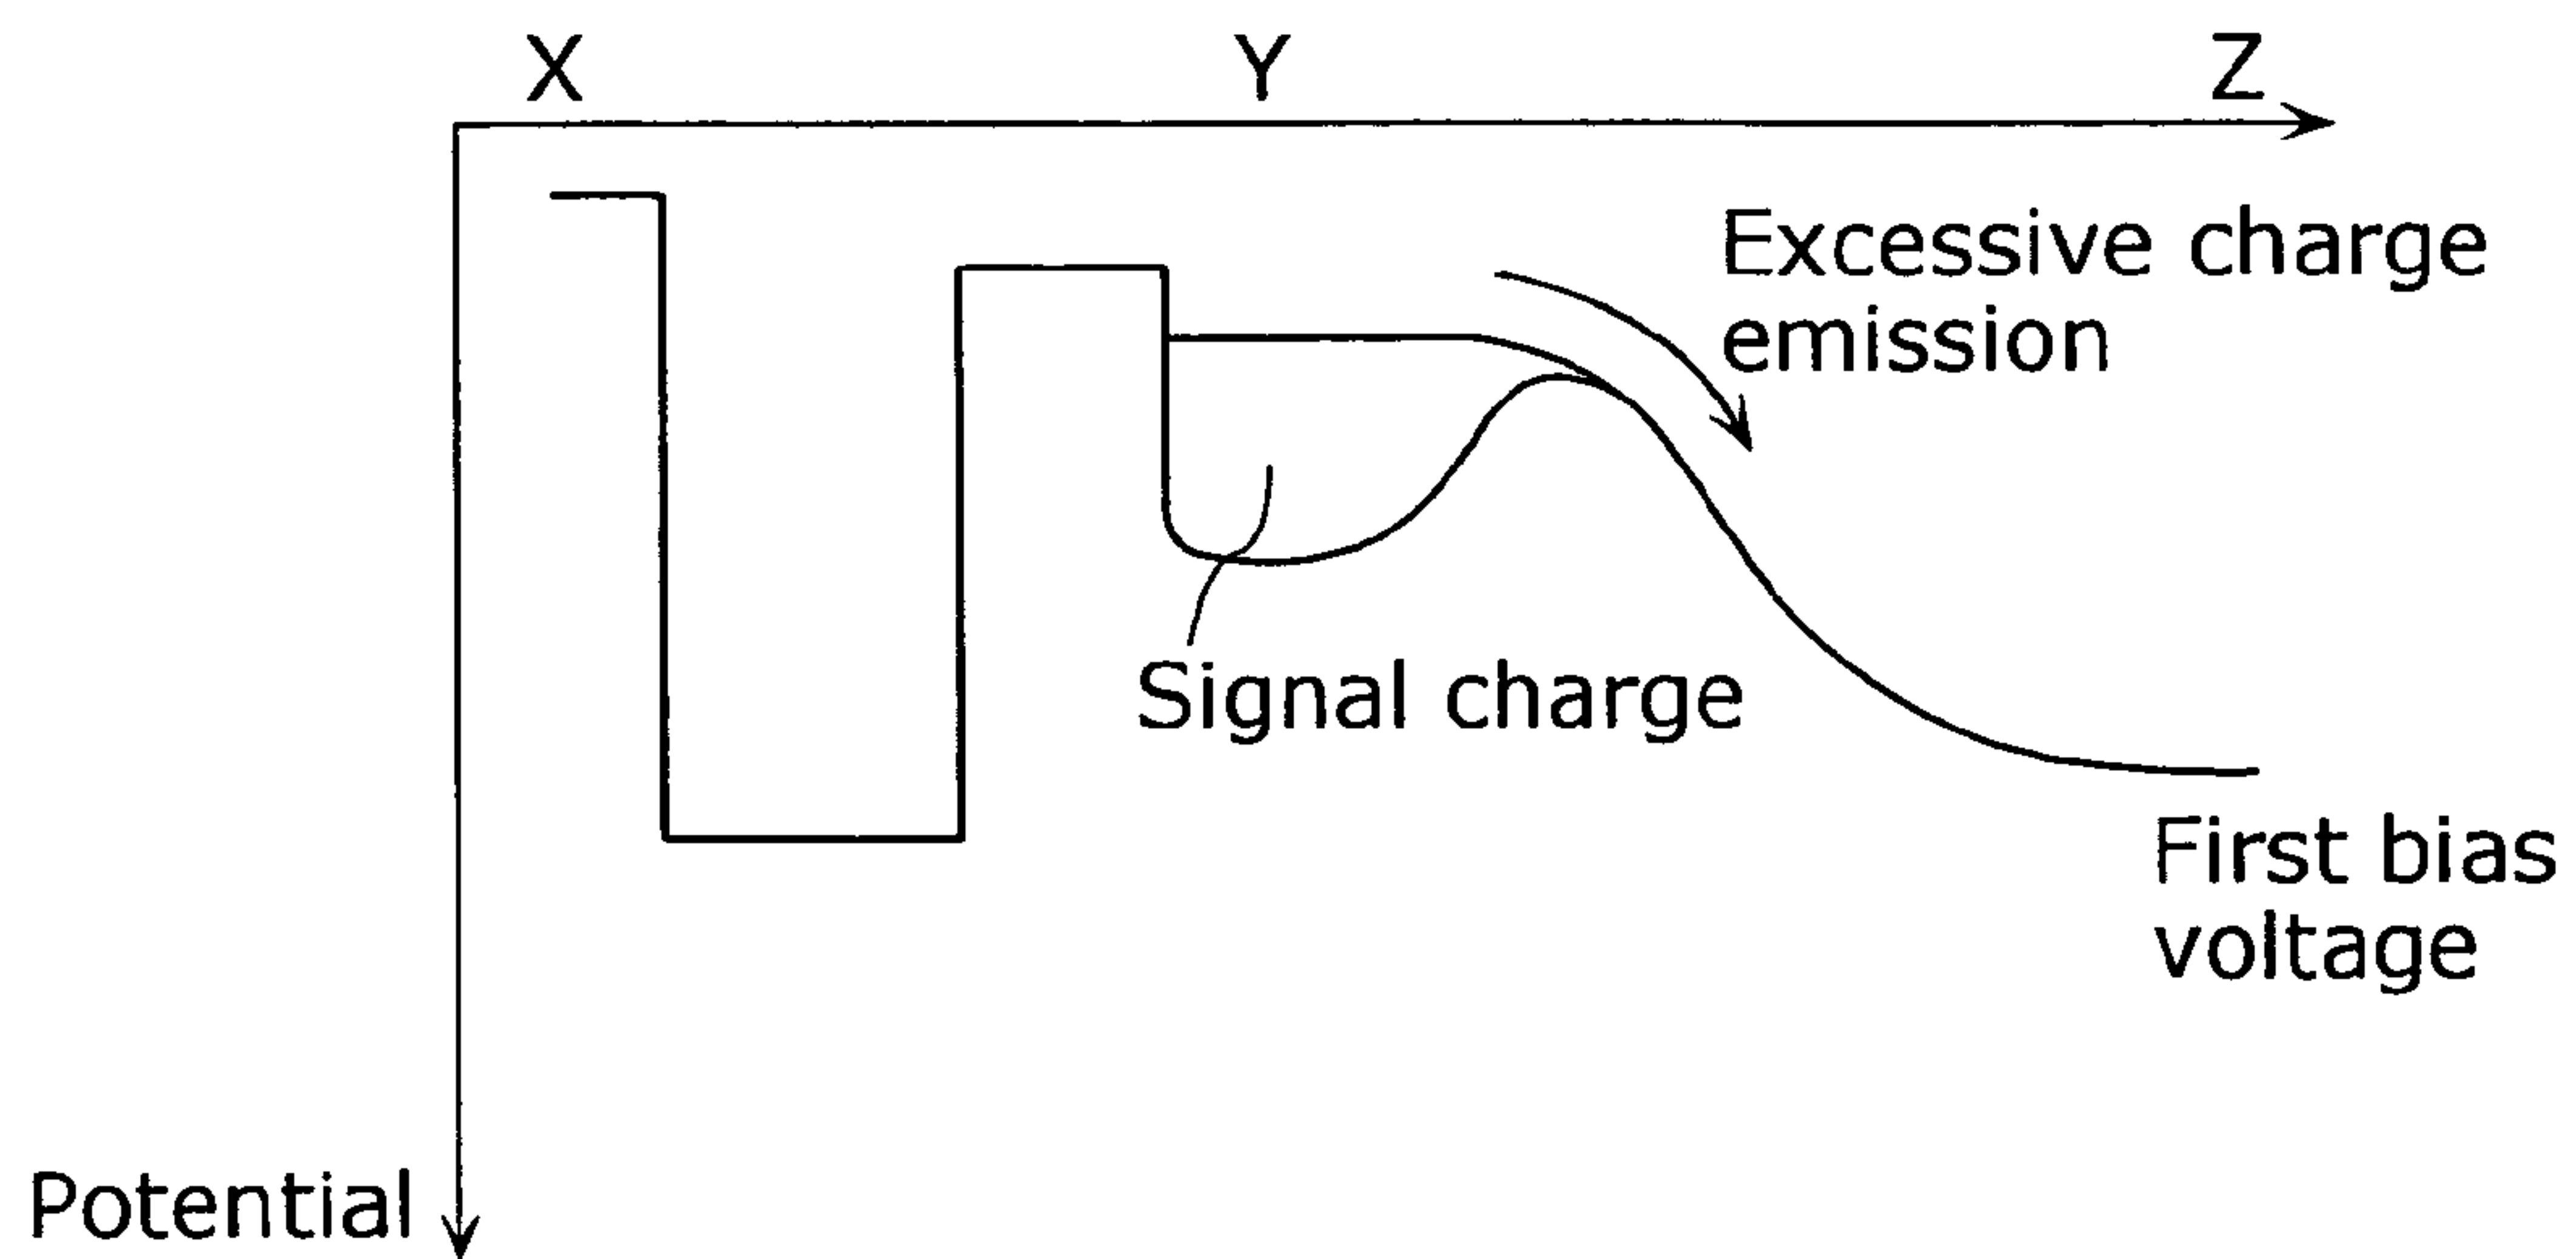 X Y Z
Excessive charge
emission
Signal charge
First bias
voltage
Potential